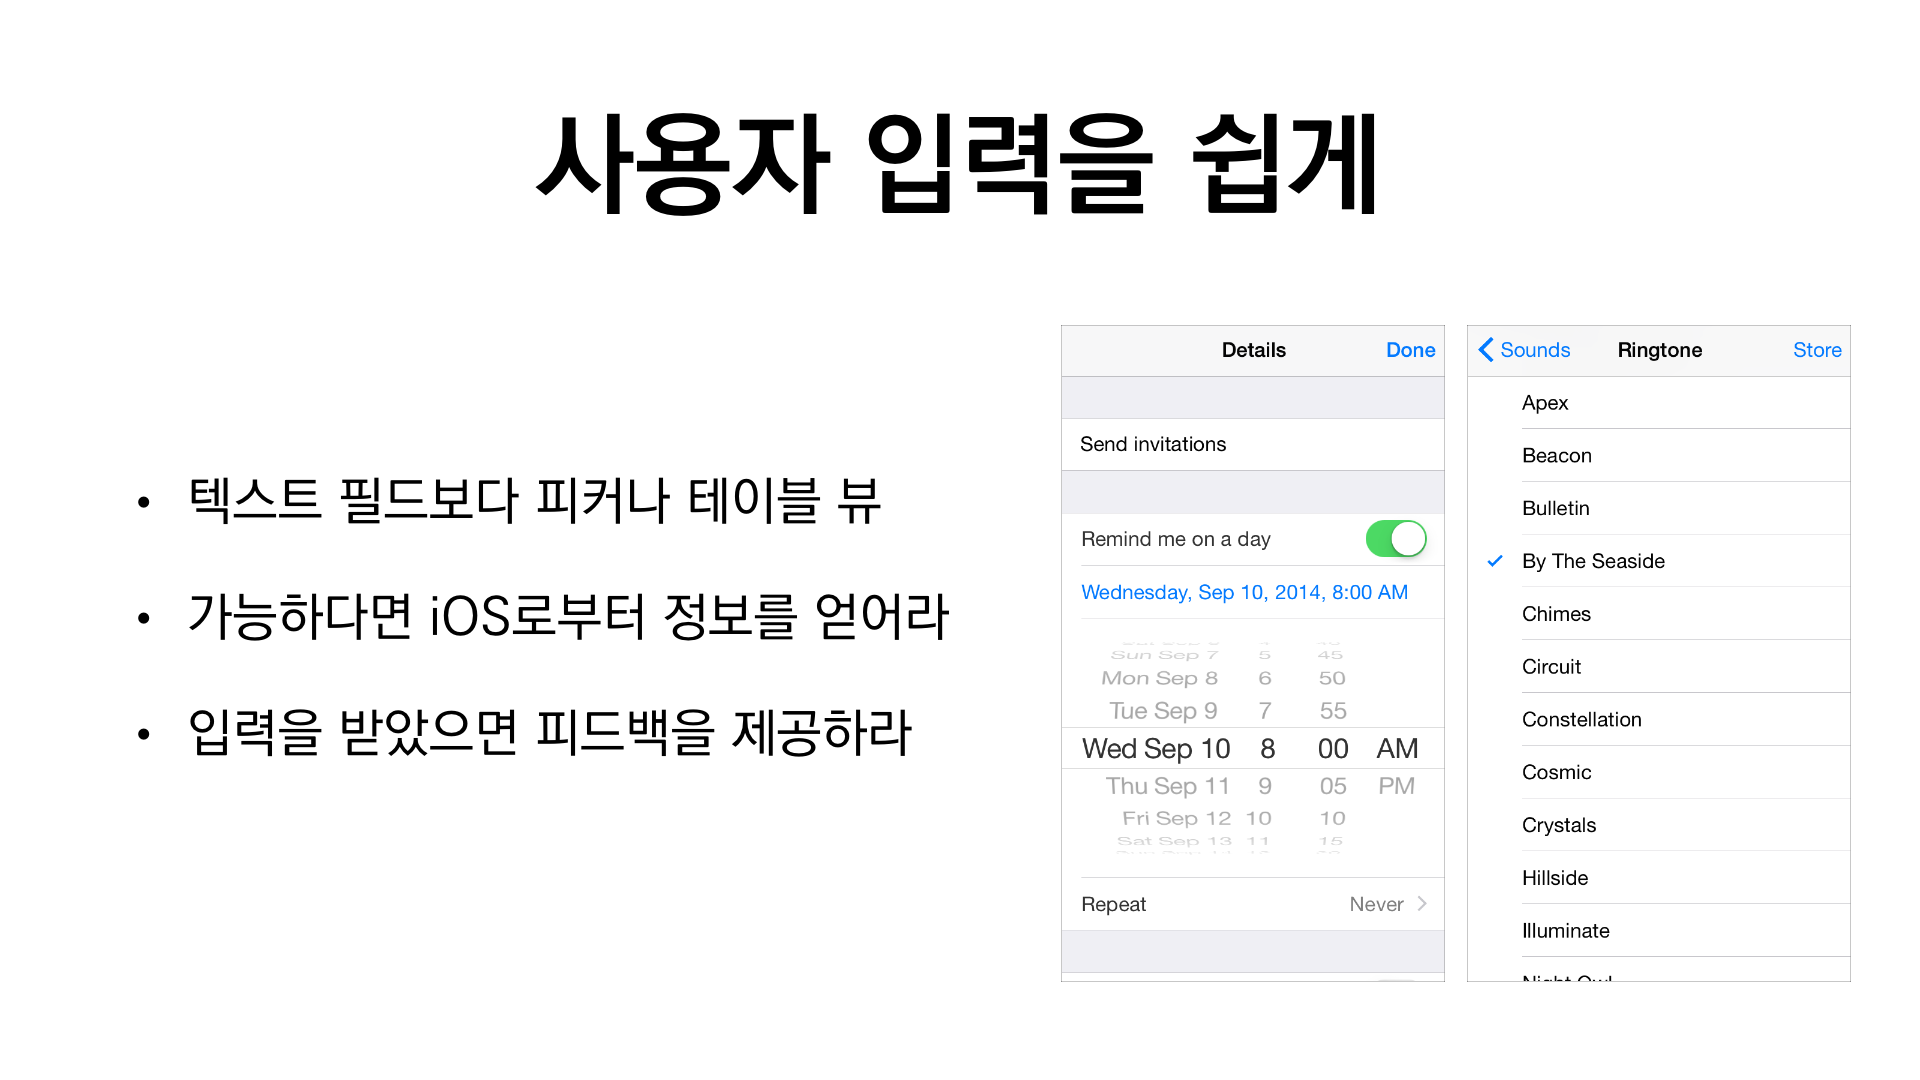 사용자 입력을 쉽게
• 텍스트 필드보다 피커나 테이블 뷰
• 가능하다면 iOS로부터 정보를 얻어라
• 입력을 받았으면 피드백을 제공하라
Details Done
Send invitations
Remind me on a day
Wednesday, Sep 10, 2014, 8:00 AM
Sun Sep 7 5 45
Mon Sep 8 6 50
Tue Sep 9 7 55
Wed Sep 10 8 00 AM
Thu Sep 11 9 05 PM
Fri Sep 12 10 10
Sat Sep 13 11 15
Repeat Never
Sounds Ringtone Store
Apex
Beacon
Bulletin
By The Seaside
Chimes
Circuit
Constellation
Cosmic
Crystals
Hillside
Illuminate
Night Owl